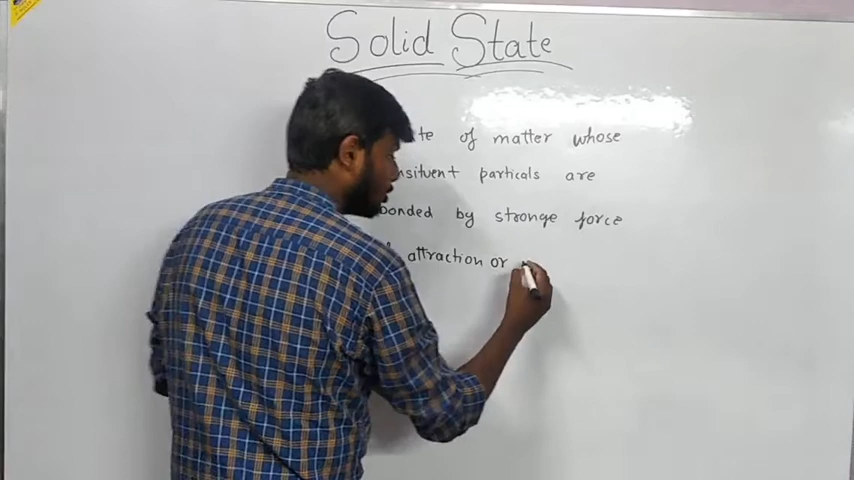 Solid State
te of matter whose
nsituent particals are
bonded by stronge force
attraction or